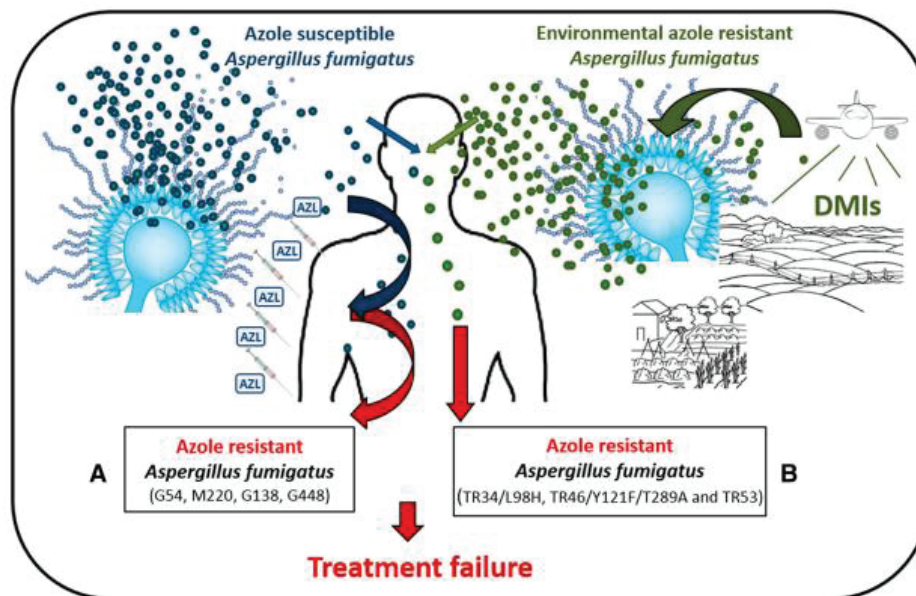 Azole susceptible
Aspergillus fumigatus
Environmental azole resistant
Aspergillus fumigatus
DMIs
AZL
AZL
AZL
AZL
A
Azole resistant
Aspergillus fumigatus
(G54, M220, G138, G448)
Azole resistant
Aspergillus fumigatus
(TR34/L98H, TR46/Y121F/T289A and TR53)
B
Treatment failure